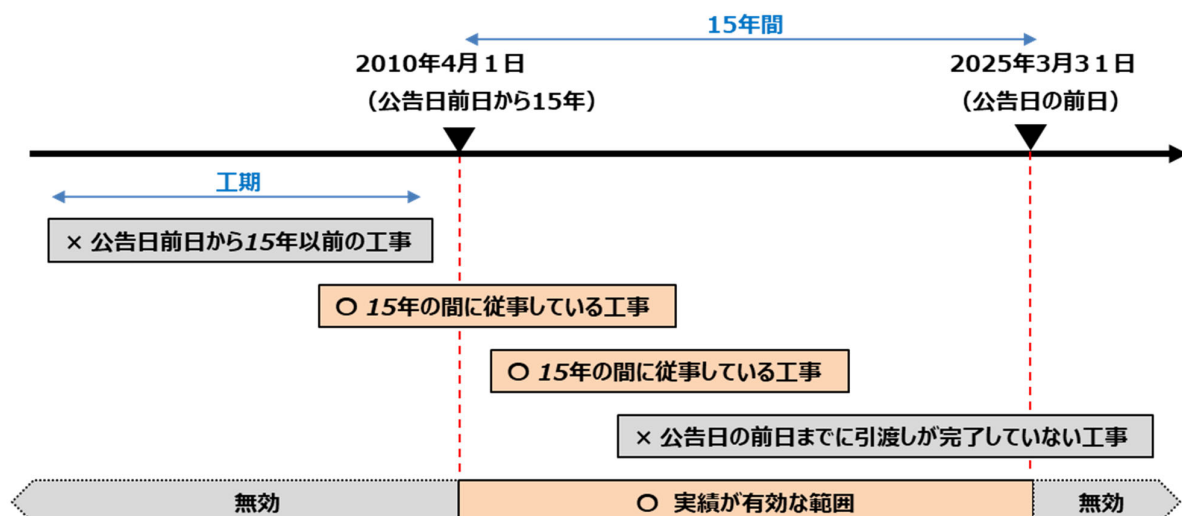 15年間
2010年4月１日
（公告日前日から15年）
2025年3月3１日
（公告日の前日）
工期
× 公告日前日から15年以前の工事
〇 15年の間に従事している工事
〇 15年の間に従事している工事
× 公告日の前日までに引渡しが完了していない工事
無効
〇 実績が有効な範囲
無効